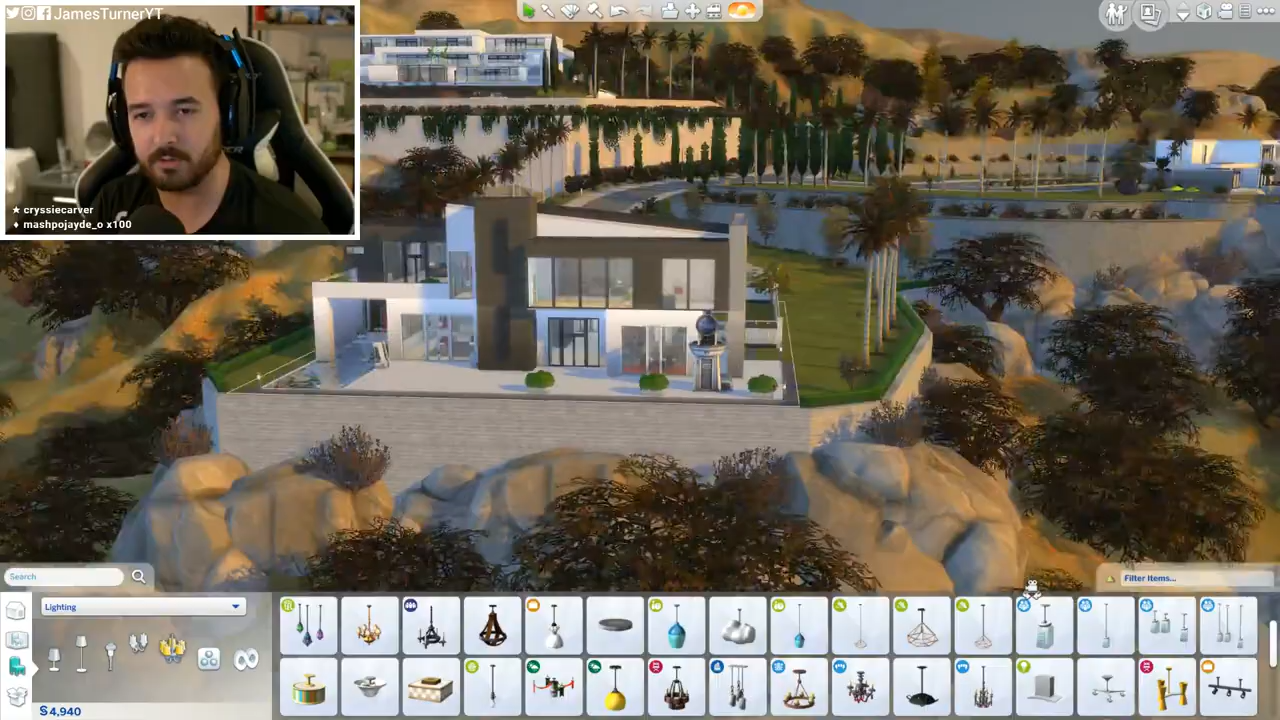 JamesTurnerYT
cryssiecarver
mashpojayde_o x100
Search
Filter Items...
Lighting
§4,940